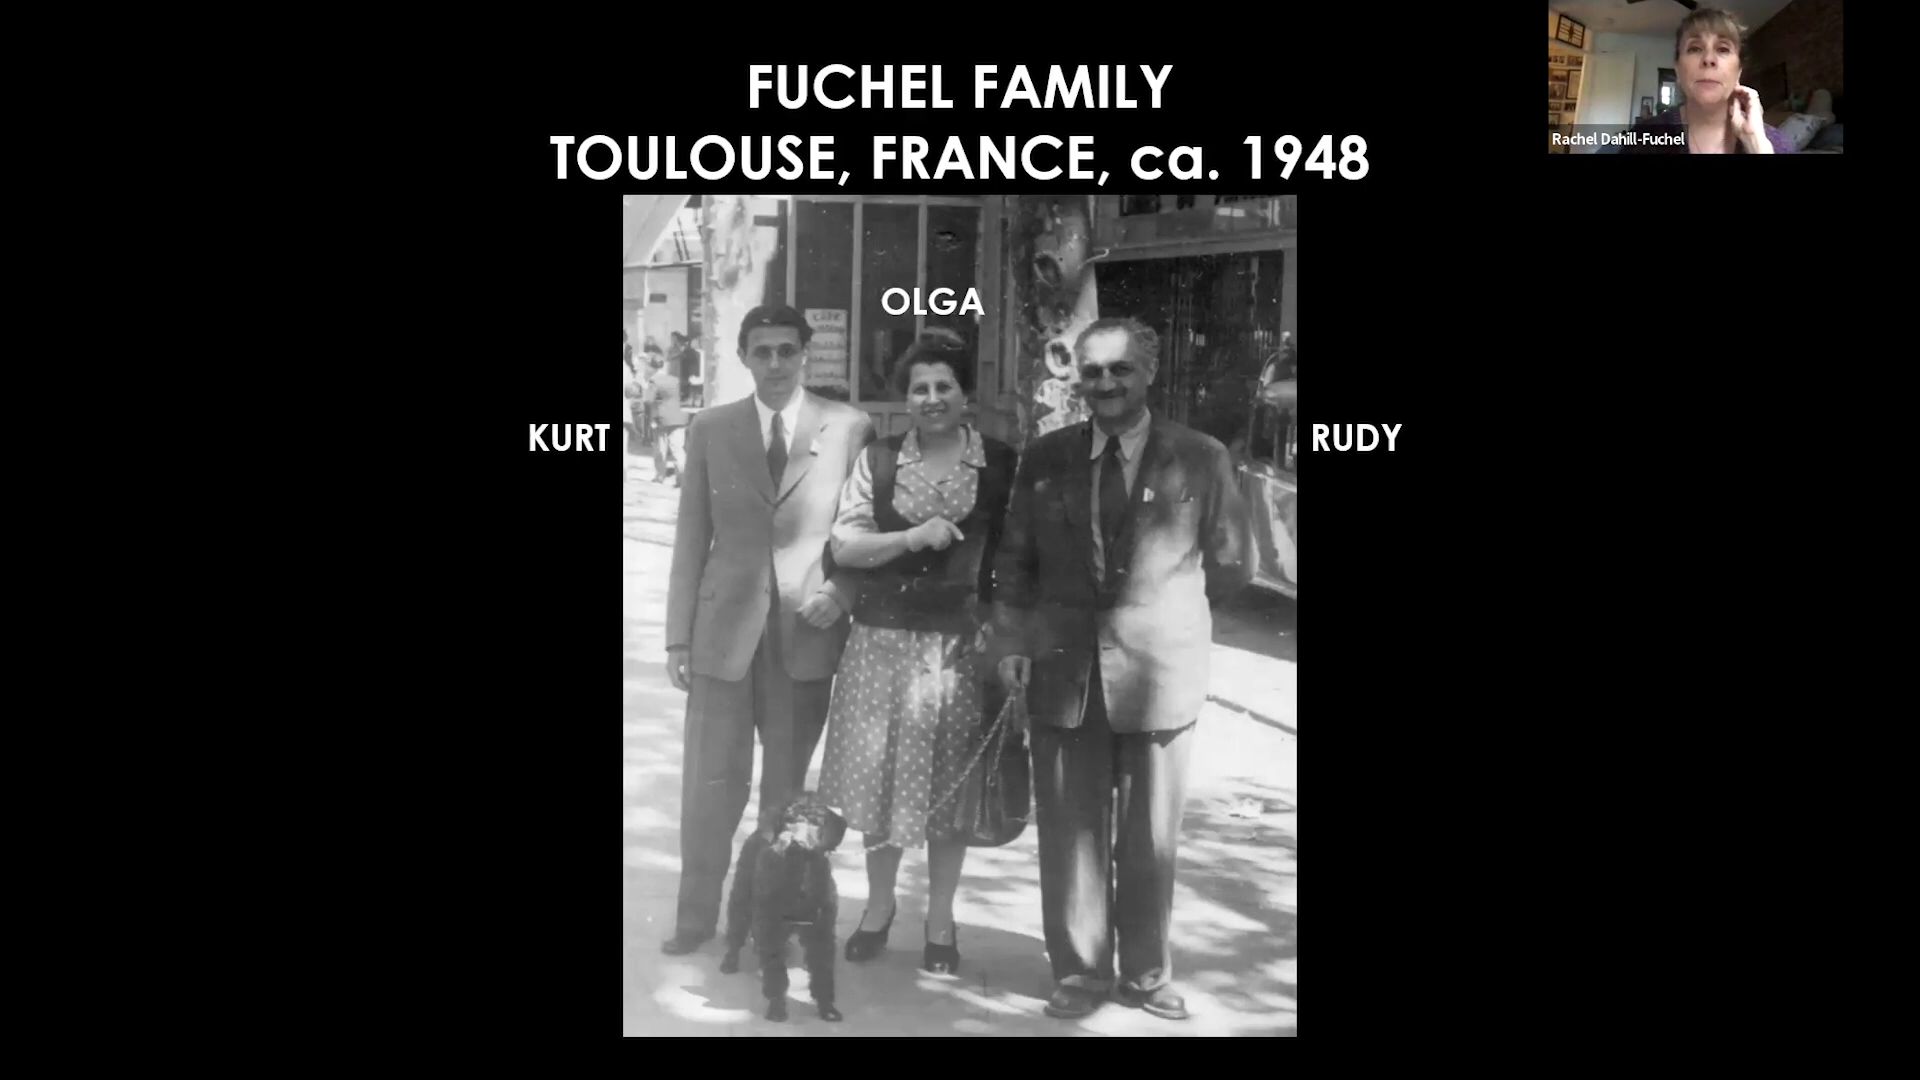 FUCHEL FAMILY
TOULOUSE, FRANCE, ca. 1948
Rachel Dahill-Fuchel
OLGA
KURT
RUDY